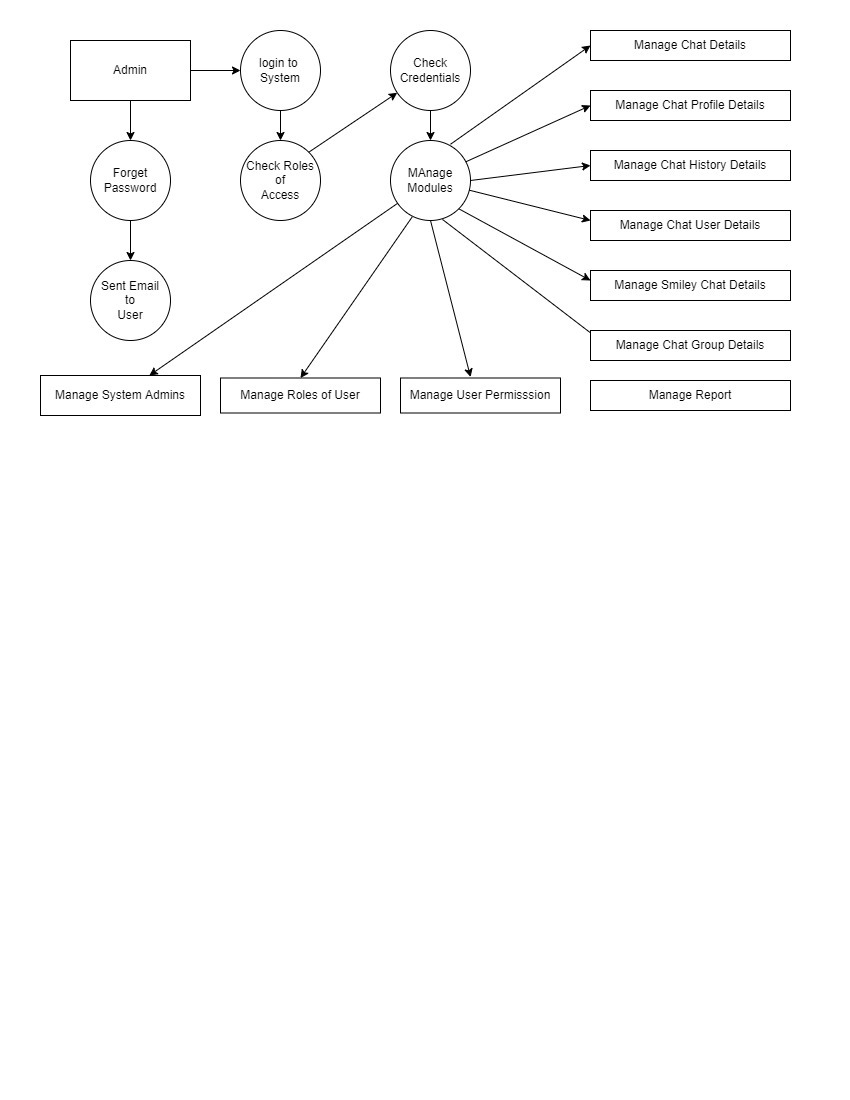 Admin
login to
System
Check
Credentials
Manage Chat Details
Manage Chat Profile Details
Forget
Password
Check Roles
of
Access
MAnage
Modules
Manage Chat History Details
Manage Chat User Details
Sent Email
to
User
Manage Smiley Chat Details
Manage Chat Group Details
Manage System Admins
Manage Roles of User
Manage User Permisssion
Manage Report